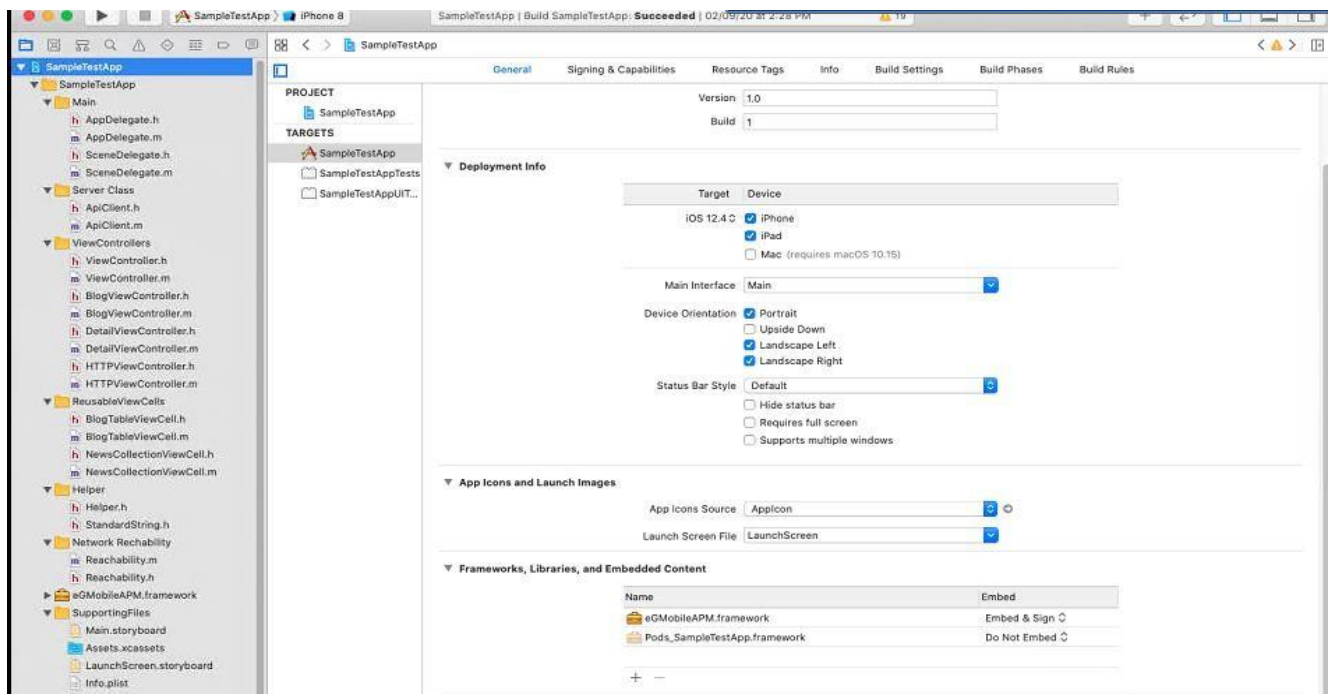 SampleTestApp
iPhone 8
SampleTestApp | Build SampleTestApp: Succeeded | 02/09/20 at 2:28 PM
19
SampleTestApp
SampleTestApp
SampleTestApp
Main
h AppDelegate.h
m AppDelegate.m
h SceneDelegate.h
m SceneDelegate.m
Server Class
h ApiClient.h
m ApiClient.m
ViewControllers
h ViewController.h
m ViewController.m
h BlogViewController.h
m BlogViewController.m
h DetailViewController.h
m DetailViewController.m
h HTTPViewController.h
m HTTPViewController.m
ReusableViewCells
h BlogTableViewCell.h
m BlogTableViewCell.m
h NewsCollectionViewCell.h
m NewsCollectionViewCell.m
Helper
h Helper.h
h StandardString.h
Network Rechability
m Reachability.m
h Reachability.h
eGMobileAPM.framework
SupportingFiles
Main.storyboard
Assets.xcassets
LaunchScreen.storyboard
Info.plist
General Signing & Capabilities Resource Tags Info Build Settings Build Phases Build Rules
PROJECT
SampleTestApp
TARGETS
SampleTestApp
SampleTestAppTests
SampleTestAppUIT...
Version 1.0
Build 1
Deployment Info
Target Device
iOS 12.4 iPhone
iPad
Mac (requires macOS 10.15)
Main Interface Main
Device Orientation Portrait
Upside Down
Landscape Left
Landscape Right
Status Bar Style Default
Hide status bar
Requires full screen
Supports multiple windows
App Icons and Launch Images
App Icons Source AppIcon
Launch Screen File LaunchScreen
Frameworks, Libraries, and Embedded Content
Name Embed
eGMobileAPM.framework Embed & Sign
Pods_SampleTestApp.framework Do Not Embed